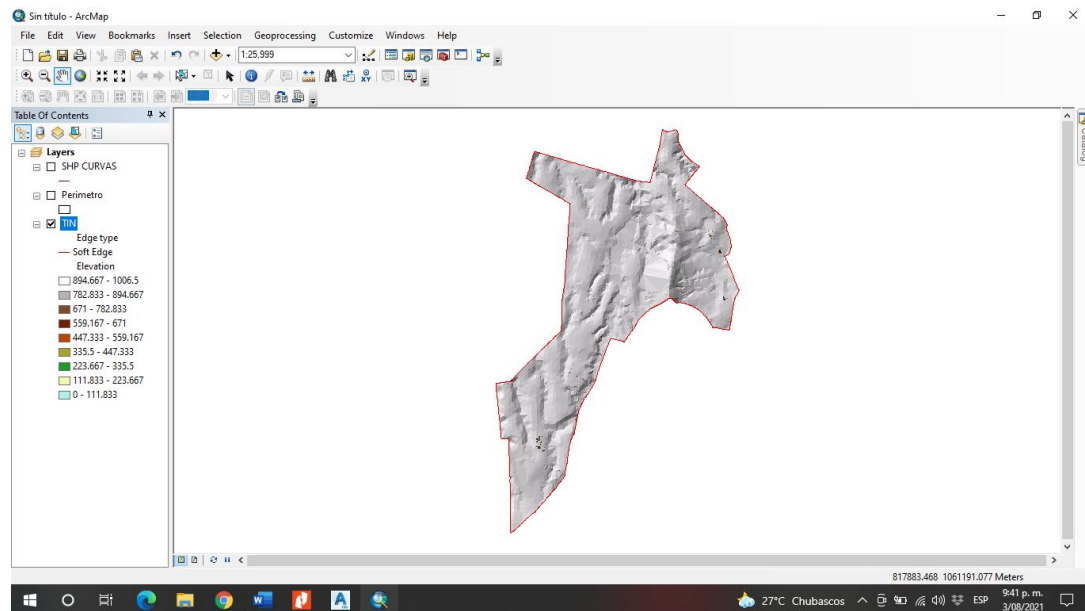 Sin título - ArcMap
File Edit View Bookmarks Insert Selection Geoprocessing Customize Windows Help
1:25,999
Table Of Contents
Layers
SHP CURVAS
Perimetro
TIN
Edge type
Soft Edge
Elevation
894.667 - 1006.5
782.833 - 894.667
671 - 782.833
559.167 - 671
447.333 - 559.167
335.5 - 447.333
223.667 - 335.5
111.833 - 223.667
0 - 111.833
Catalog
817883.468 1061191.077 Meters
27°C Chubascos
ESP
9:41 p. m.
3/08/2021